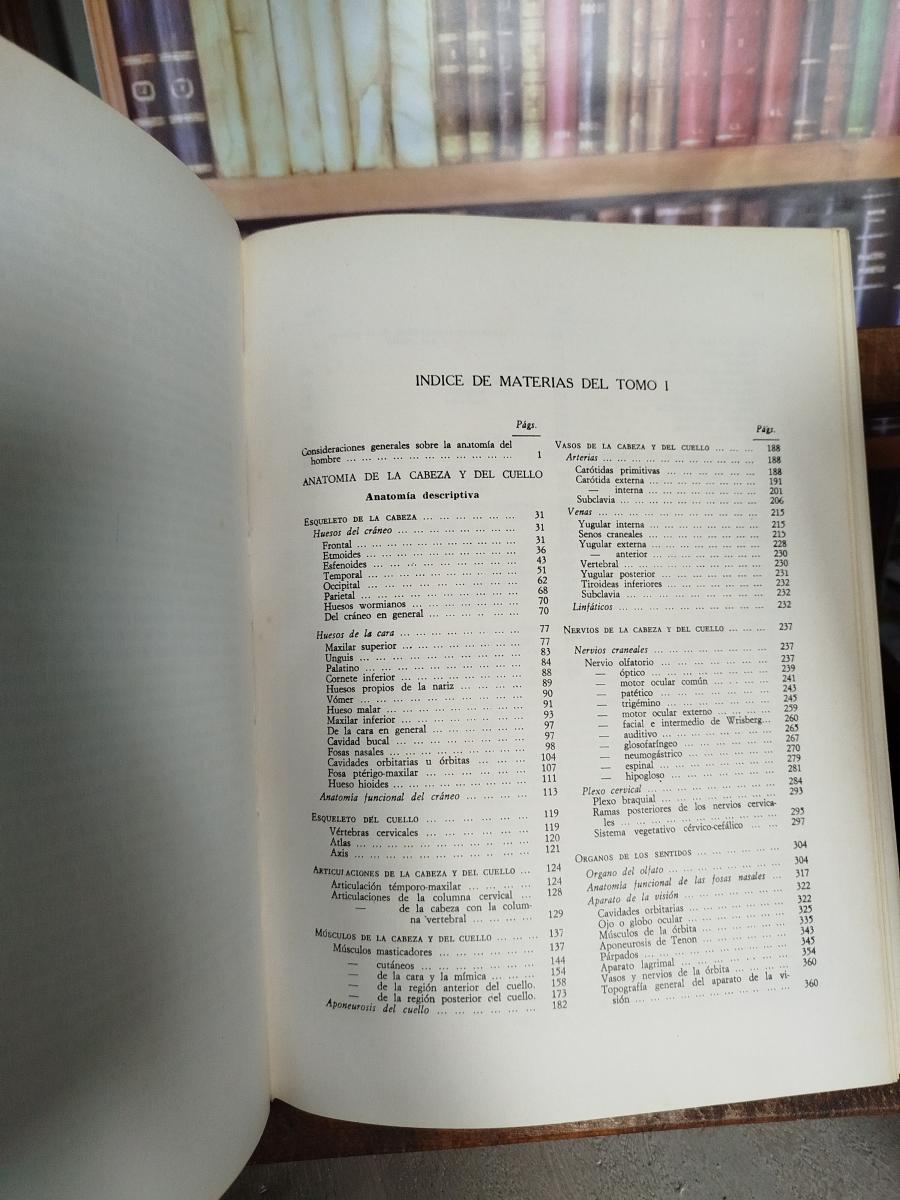 INDICE DE MATERIAS DEL TOMO I
Págs.
Consideraciones generales sobre la anatomía del
hombre ... ... ... ... ... ... ... ... ... ... ... 1
ANATOMIA DE LA CABEZA Y DEL CUELLO
Anatomía descriptiva
ESQUELETO DE LA CABEZA ... ... ... ... ... ... 31
Huesos del cráneo ... ... ... ... ... ... ... ... 31
Frontal ... ... ... ... ... ... ... ... ... ... 31
Etmoides ... ... ... ... ... ... ... ... ... 36
Esfenoides ... ... ... ... ... ... ... ... ... 43
Temporal ... ... ... ... ... ... ... ... ... 51
Occipital ... ... ... ... ... ... ... ... ... 62
Parietal ... ... ... ... ... ... ... ... ... ... 68
Huesos wormianos ... ... ... ... ... ... ... 70
Del cráneo en general ... ... ... ... ... ... 70
Huesos de la cara ... ... ... ... ... ... ... ... 77
Maxilar superior ... ... ... ... ... ... ... 77
Unguis ... ... ... ... ... ... ... ... ... ... 83
Palatino ... ... ... ... ... ... ... ... ... 84
Cornete inferior ... ... ... ... ... ... ... 88
Huesos propios de la nariz ... ... ... ... 89
Vómer ... ... ... ... ... ... ... ... ... ... 90
Hueso malar ... ... ... ... ... ... ... ... 91
Maxilar inferior ... ... ... ... ... ... ... 93
De la cara en general ... ... ... ... ... ... 97
Cavidad bucal ... ... ... ... ... ... ... ... 97
Fosas nasales ... ... ... ... ... ... ... ... 98
Cavidades orbitarias u órbitas ... ... ... 104
Fosa ptérigo-maxilar ... ... ... ... ... ... 107
Hueso hioides ... ... ... ... ... ... ... ... 111
Anatomía funcional del cráneo ... ... ... ... 113
ESQUELETO DEL CUELLO ... ... ... ... ... ... 119
Vértebras cervicales ... ... ... ... ... ... 119
Atlas ... ... ... ... ... ... ... ... ... ... 120
Axis ... ... ... ... ... ... ... ... ... ... 121
ARTICULACIONES DE LA CABEZA Y DEL CUELLO ... 124
Articulación témporo-maxilar ... ... ... ... 124
Articulaciones de la columna cervical ... ... 128
— de la cabeza con la colum-
na vertebral ... ... ... ... 129
MÚSCULOS DE LA CABEZA Y DEL CUELLO ... ... ... 137
Músculos masticadores ... ... ... ... ... ... 137
— cutáneos ... ... ... ... ... ... ... 144
— de la cara y la mímica ... ... ... 154
— de la región anterior del cuello. 158
— de la región posterior del cuello. 173
Aponeurosis del cuello ... ... ... ... ... ... 182
Págs.
VASOS DE LA CABEZA Y DEL CUELLO ... ... ... 188
Arterias ... ... ... ... ... ... ... ... ... ... 188
Carótidas primitivas ... ... ... ... ... ... 188
Carótida externa ... ... ... ... ... ... ... 191
— interna ... ... ... ... ... ... ... 201
Subclavia ... ... ... ... ... ... ... ... ... 206
Venas ... ... ... ... ... ... ... ... ... ... ... 215
Yugular interna ... ... ... ... ... ... ... 215
Senos craneales ... ... ... ... ... ... ... 215
Yugular externa ... ... ... ... ... ... ... 228
— anterior ... ... ... ... ... ... ... 230
Vertebral ... ... ... ... ... ... ... ... ... 230
Yugular posterior ... ... ... ... ... ... ... 231
Tiroideas inferiores ... ... ... ... ... ... 232
Subclavia ... ... ... ... ... ... ... ... ... 232
Linfáticos ... ... ... ... ... ... ... ... ... 232
NERVIOS DE LA CABEZA Y DEL CUELLO ... ... ... 237
Nervios craneales ... ... ... ... ... ... ... ... 237
Nervio olfatorio ... ... ... ... ... ... ... 237
— óptico ... ... ... ... ... ... ... ... 239
— motor ocular común ... ... ... ... 241
— patético ... ... ... ... ... ... ... 243
— trigémino ... ... ... ... ... ... ... 245
— motor ocular externo ... ... ... ... 259
— facial e intermedio de Wrisberg... 260
— auditivo ... ... ... ... ... ... ... 265
— glosofaríngeo ... ... ... ... ... ... 267
— neumogástrico ... ... ... ... ... ... 270
— espinal ... ... ... ... ... ... ... ... 279
— hipogloso ... ... ... ... ... ... ... 281
Plexo cervical ... ... ... ... ... ... ... ... ... 284
Plexo braquial ... ... ... ... ... ... ... ... 293
Ramas posteriores de los nervios cervica-
les ... ... ... ... ... ... ... ... ... ... 295
Sistema vegetativo cérvico-cefálico ... ... 297
ORGANOS DE LOS SENTIDOS ... ... ... ... ... ... 304
Organo del olfato ... ... ... ... ... ... ... ... 304
Anatomía funcional de las fosas nasales ... 317
Aparato de la visión ... ... ... ... ... ... ... 322
Cavidades orbitarias ... ... ... ... ... ... 322
Ojo o globo ocular ... ... ... ... ... ... 325
Músculos de la órbita ... ... ... ... ... ... 335
Aponeurosis de Tenon ... ... ... ... ... ... 343
Párpados ... ... ... ... ... ... ... ... ... 345
Aparato lagrimal ... ... ... ... ... ... ... 354
Vasos y nervios de la órbita ... ... ... ... 360
Topografía general del aparato de la vi-
sión ... ... ... ... ... ... ... ... ... ... 360